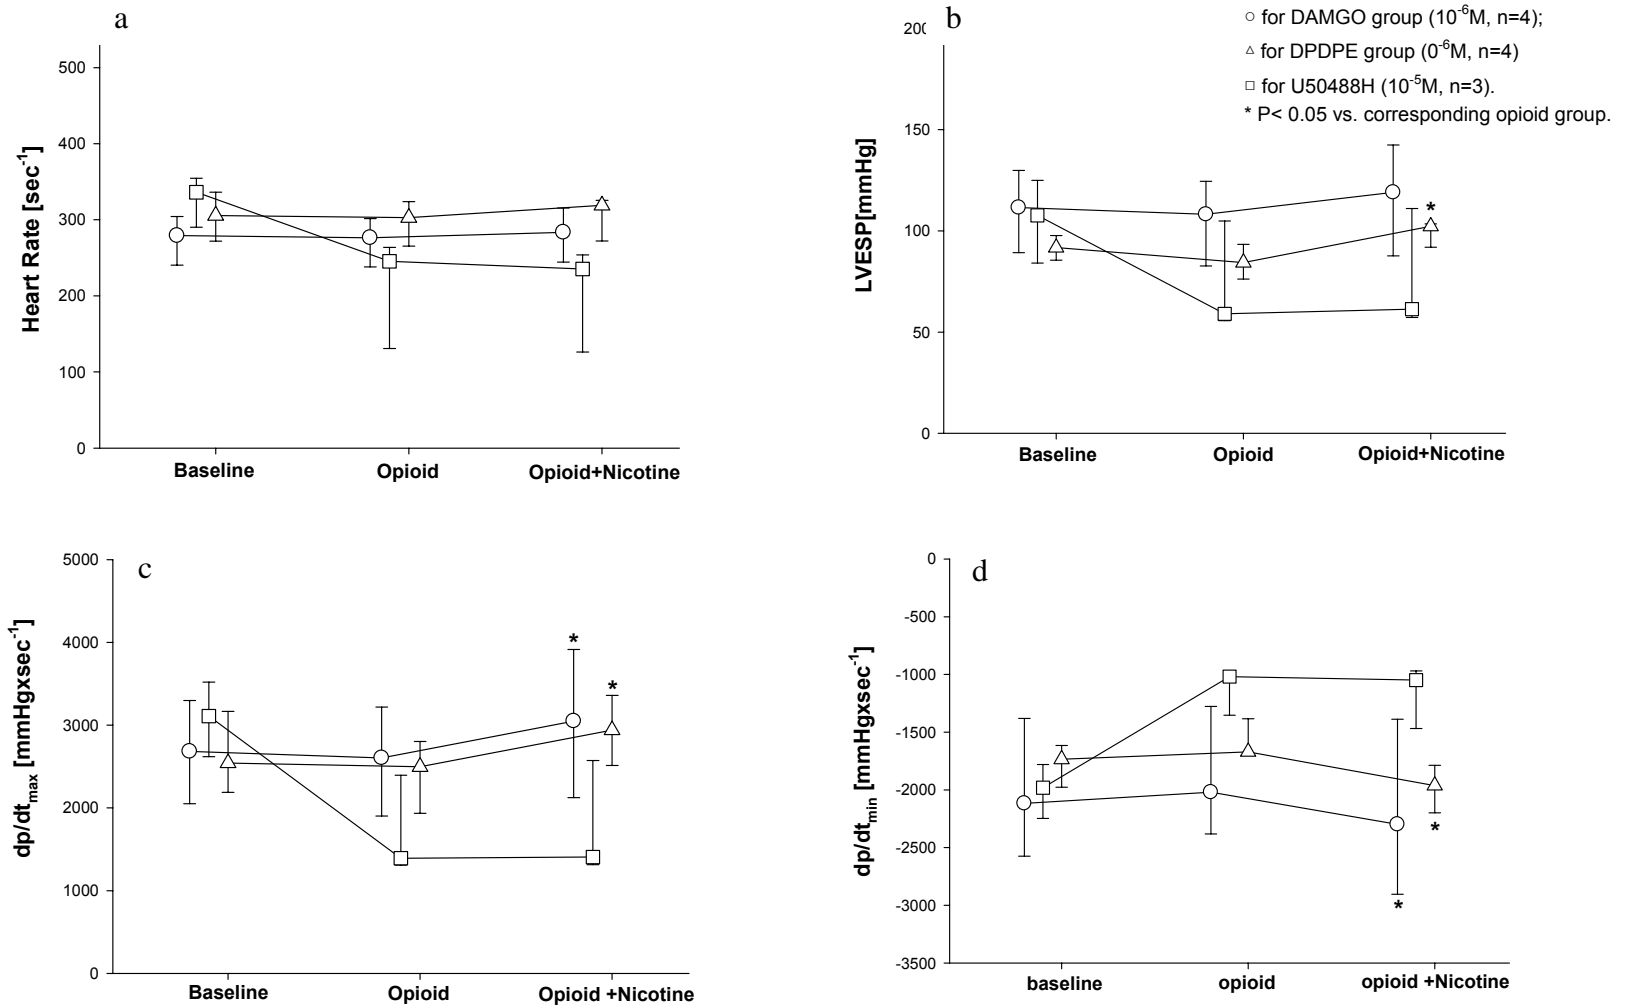 a
500
400
300
200
100
0
Heart Rate [sec⁻¹]
Baseline
Opioid
Opioid+Nicotine
b
200
150
100
50
0
LVESP[mmHg]
○ for DAMGO group (10⁻⁶M, n=4);
△ for DPDPE group (0⁻⁶M, n=4)
□ for U50488H (10⁻⁵M, n=3).
* P< 0.05 vs. corresponding opioid group.
*
Baseline
Opioid
Opioid+Nicotine
c
5000
4000
3000
2000
1000
0
dp/dtmax [mmHgxsec⁻¹]
*
*
Baseline
Opioid
Opioid +Nicotine
d
0
-500
-1000
-1500
-2000
-2500
-3000
-3500
dp/dtmin [mmHgxsec⁻¹]
*
*
baseline
opioid
opioid +Nicotine